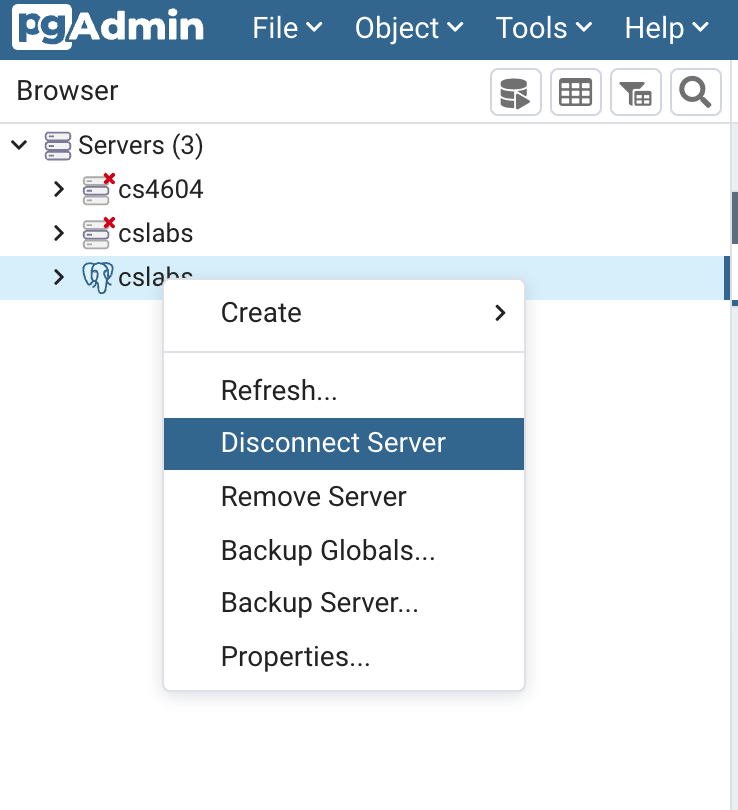 pgAdmin File Object Tools Help
Browser
Servers (3)
cs4604
cslabs
cslabs
Create
Refresh...
Disconnect Server
Remove Server
Backup Globals...
Backup Server...
Properties...